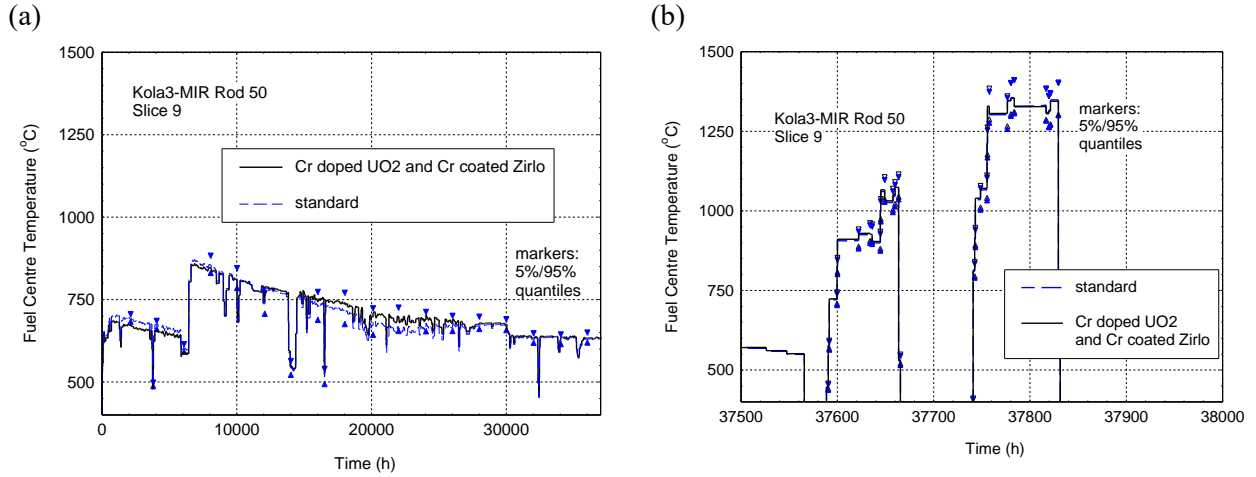 (a)
1500
1250
1000
750
500
Fuel Centre Temperature (°C)
Kola3-MIR Rod 50
Slice 9
Cr doped UO2 and Cr coated Zirlo
standard
markers:
5%/95%
quantiles
0
10000
20000
30000
Time (h)
(b)
1500
1250
1000
750
500
Fuel Centre Temperature (°C)
Kola3-MIR Rod 50
Slice 9
markers:
5%/95%
quantiles
standard
Cr doped UO2
and Cr coated Zirlo
37500
37600
37700
37800
37900
38000
Time (h)